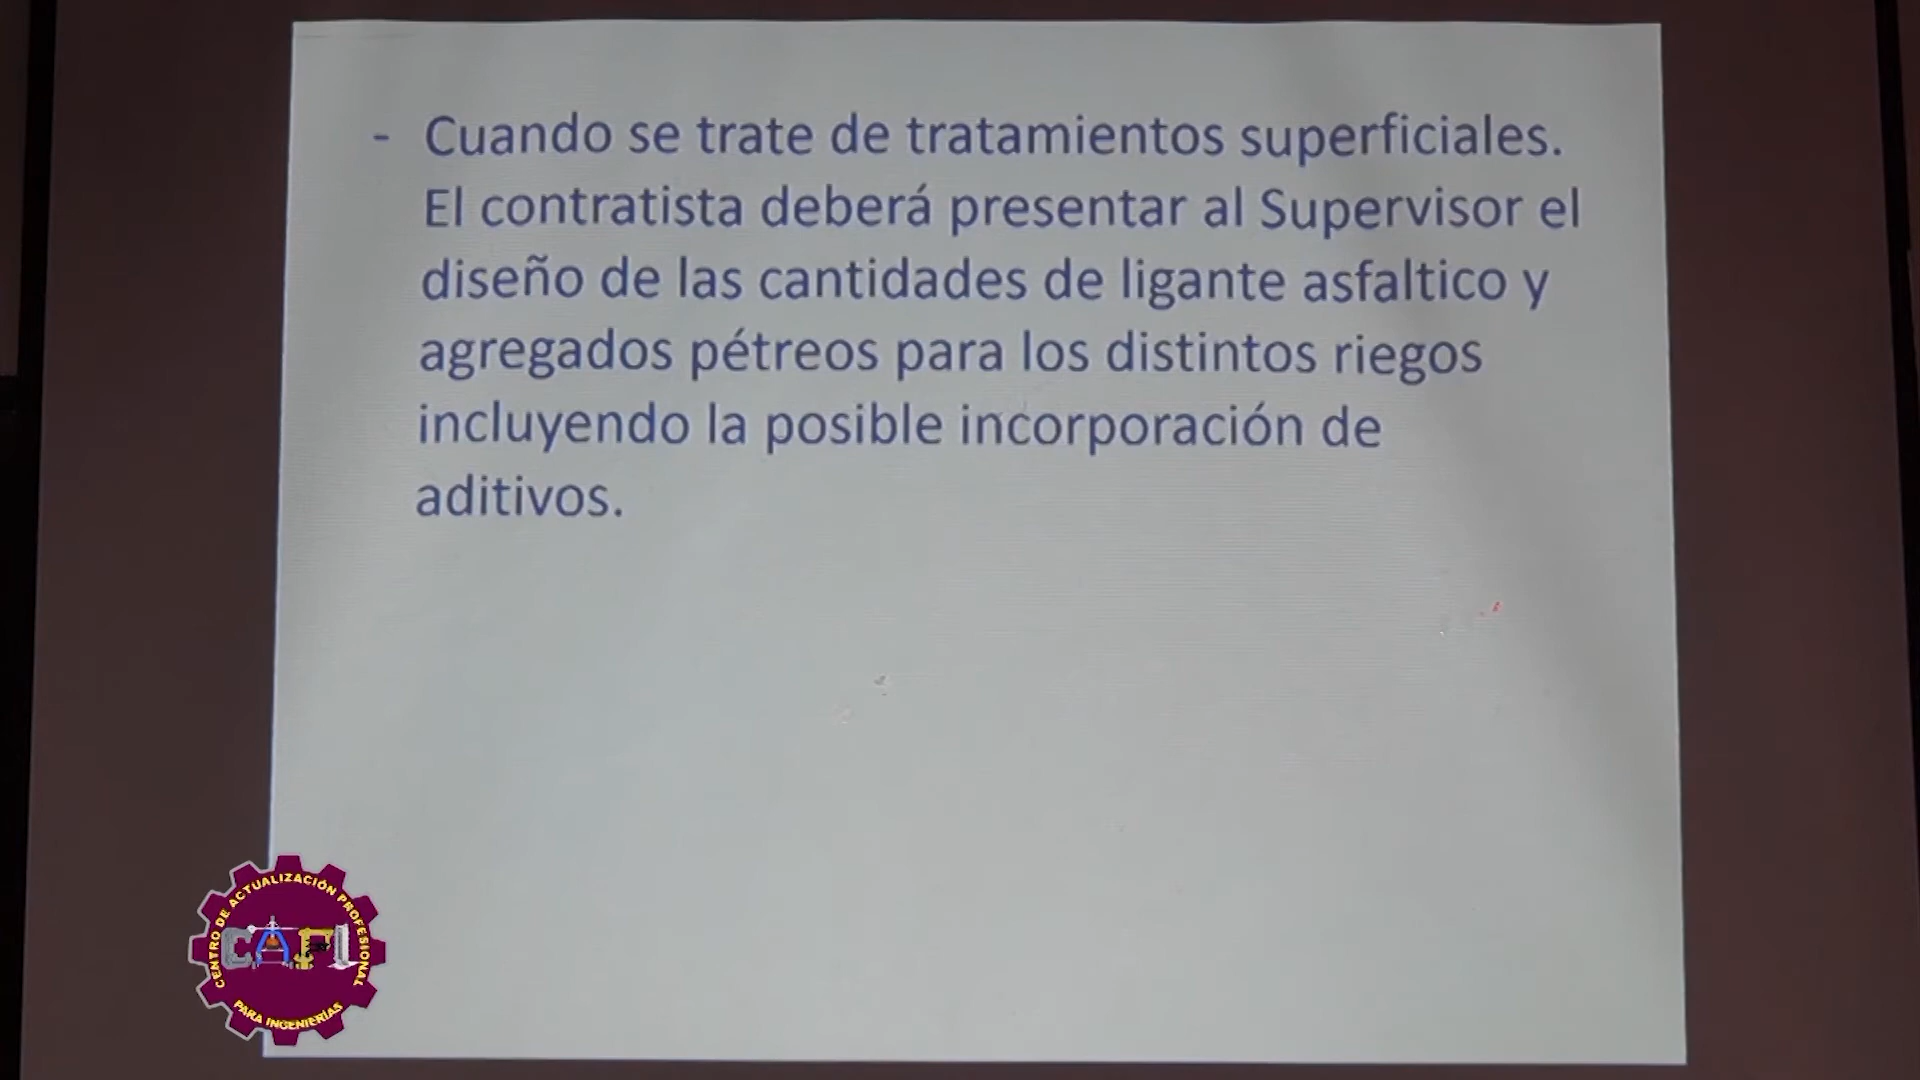 - Cuando se trate de tratamientos superficiales.
El contratista deberá presentar al Supervisor el
diseño de las cantidades de ligante asfaltico y
agregados pétreos para los distintos riegos
incluyendo la posible incorporación de
aditivos.
CENTRO DE ACTUALIZACIÓN PROFESIONAL
CAPI
PARA INGENIERÍAS